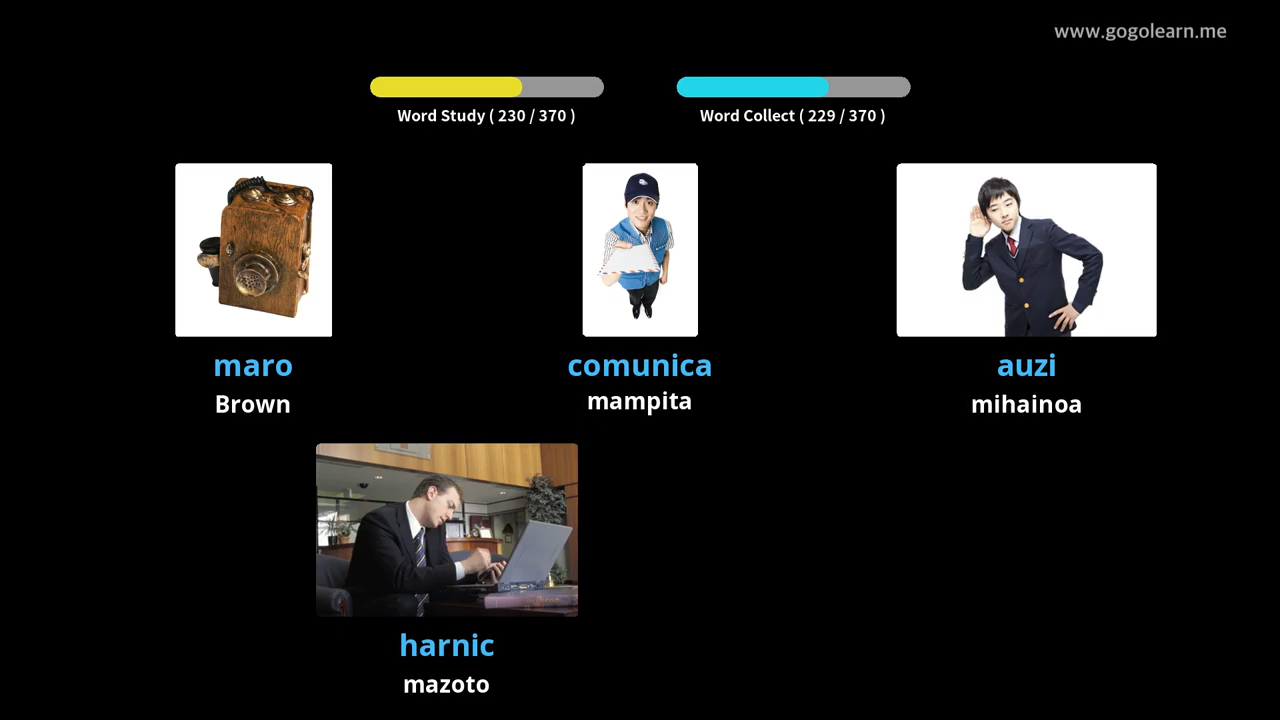 www.gogolearn.me
Word Study ( 230 / 370 )
Word Collect ( 229 / 370 )
maro
Brown
comunica
mampita
auzi
mihainoa
harnic
mazoto